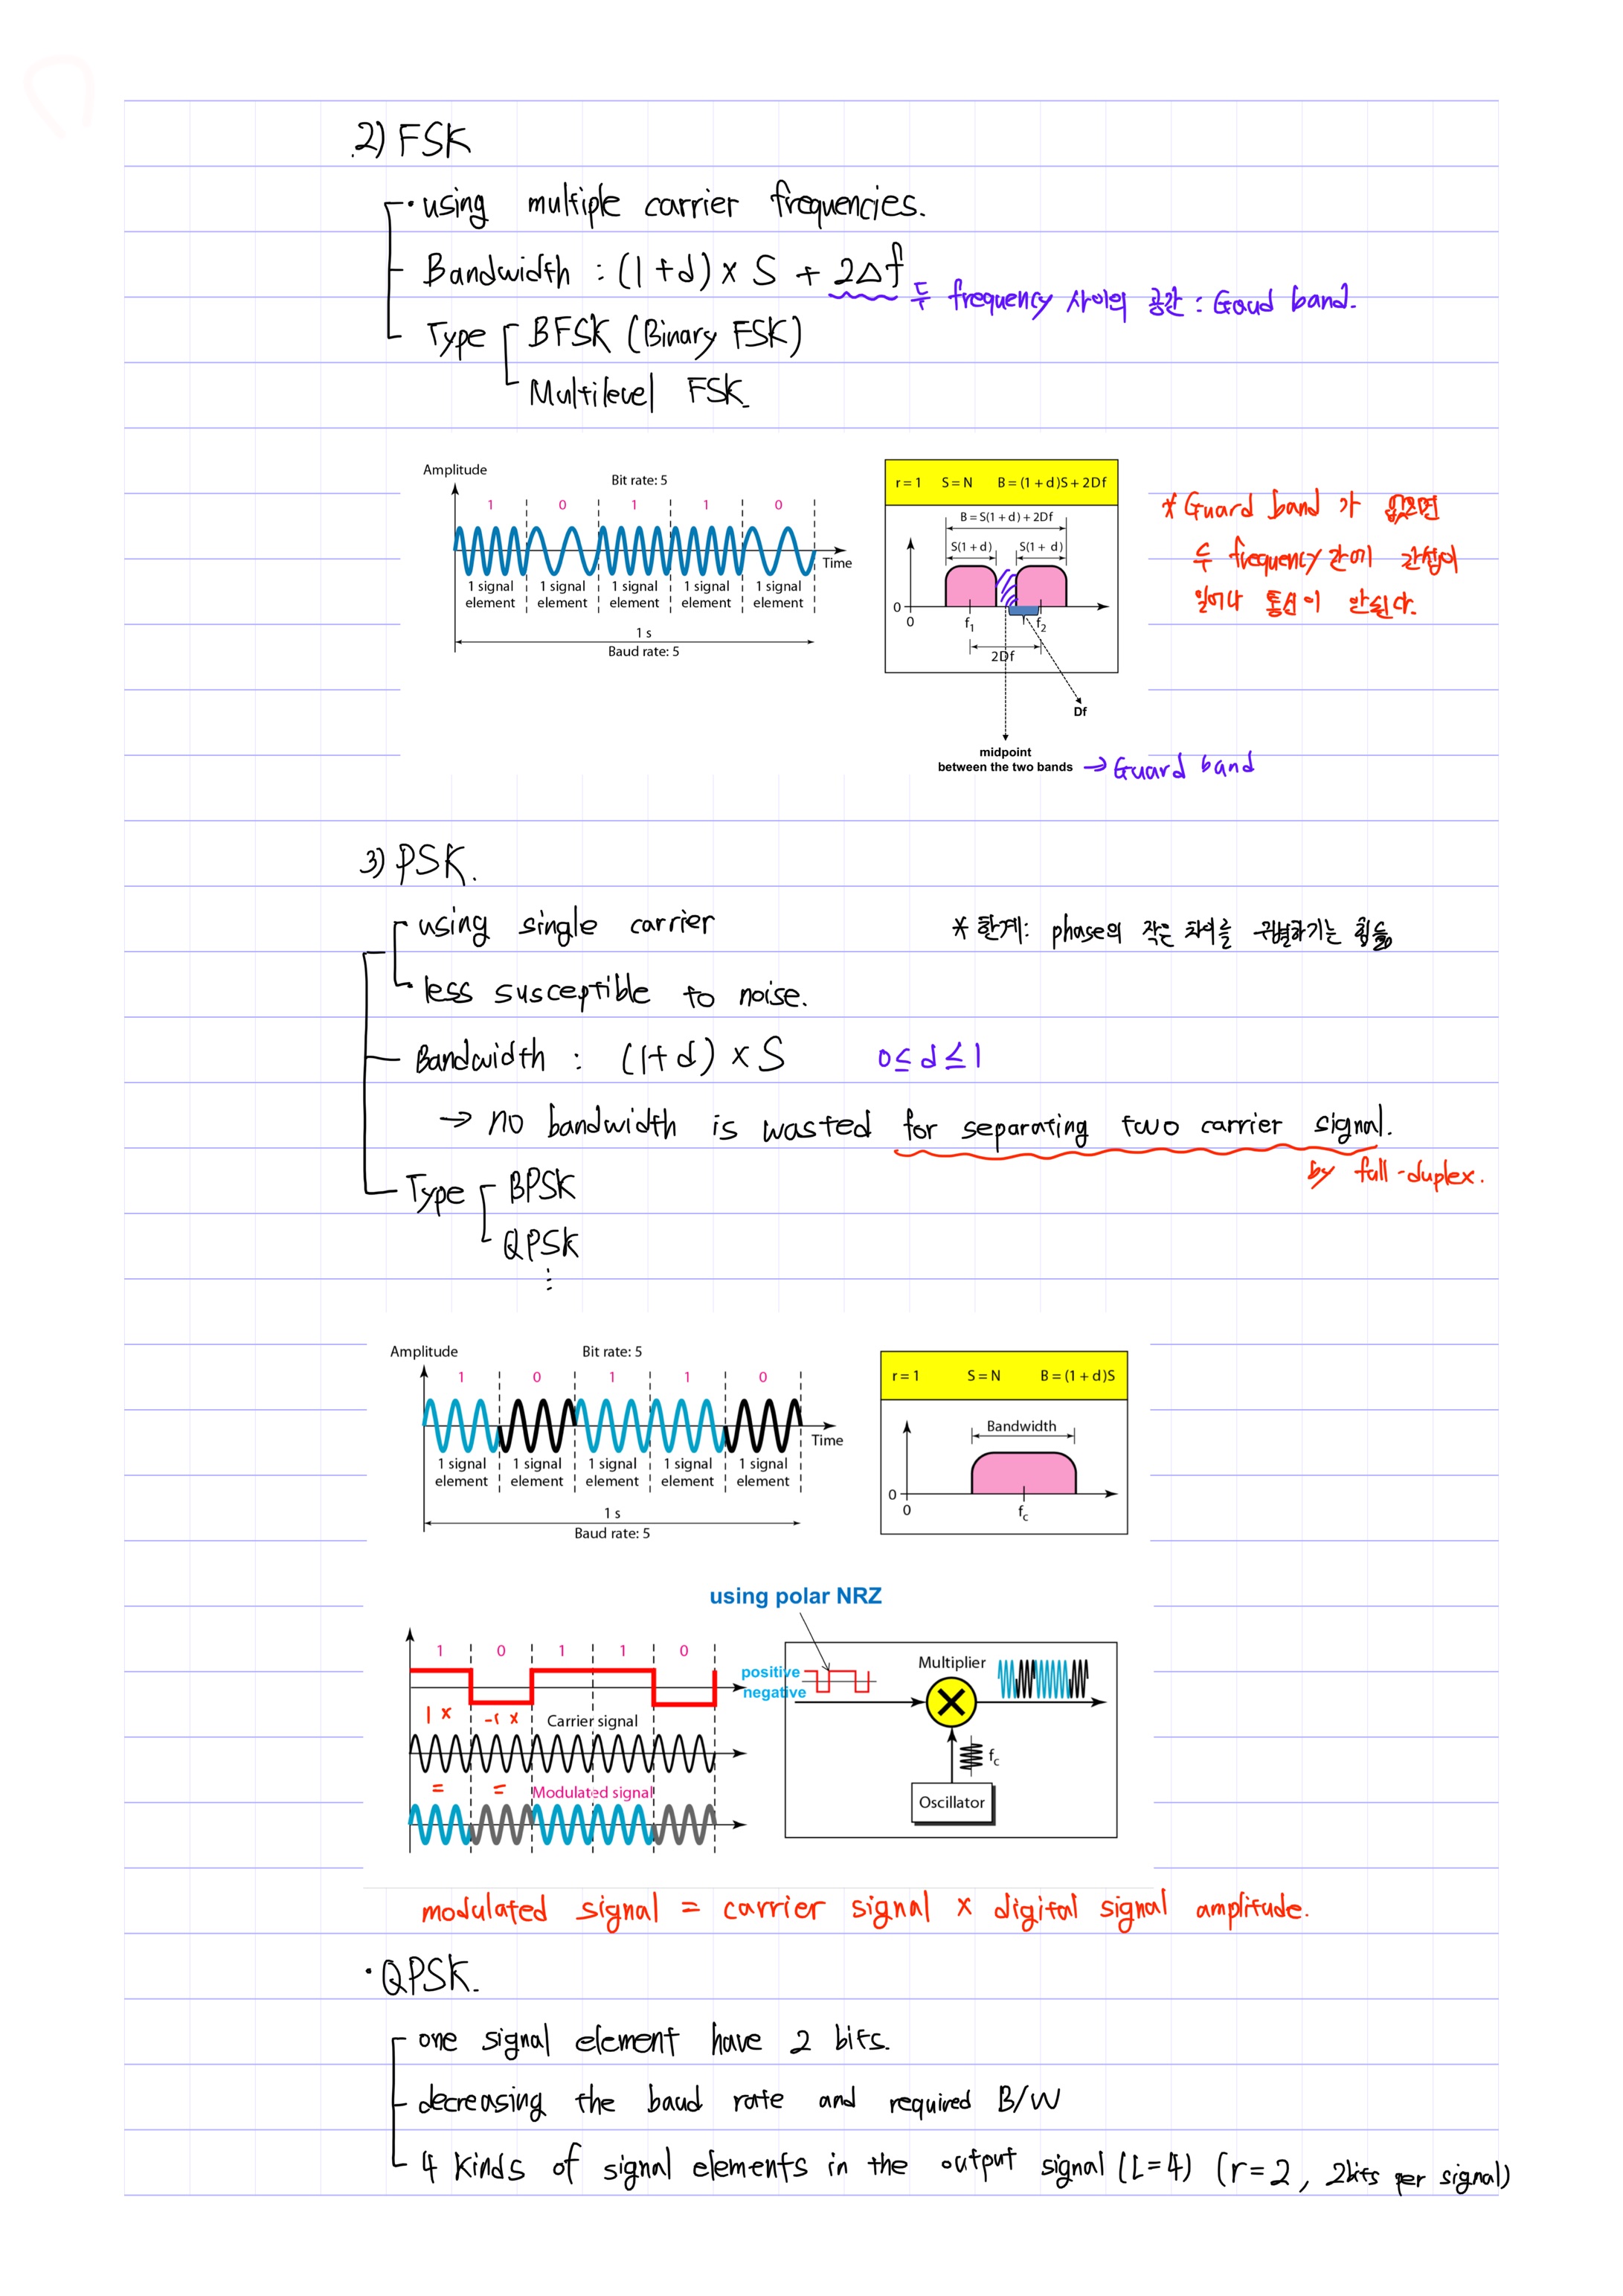 2) FSK
· using multiple carrier frequencies.
Bandwidth : (1+d) × S + 2△f
두 frequency 사이의 공간 : Gaud band.
Type BFSK (Binary FSK)
Multilevel FSK.
Amplitude
Bit rate: 5
1 0 1 1 0
Time
1 signal element 1 signal element 1 signal element 1 signal element 1 signal element
1 s
Baud rate: 5
r = 1 S = N B = (1 + d)S + 2Df
B = S(1 + d) + 2Df
S(1 + d) S(1 + d)
0
0 f1 f2
2Df
Df
midpoint
between the two bands → Guard band
* Guard band 가 없으면
두 frequency 간에 간섭이
일어나 통신이 안된다.
3) PSK.
· using single carrier
* 한계: phase의 작은 차이를 구별하기는 힘듦
· less susceptible to noise.
Bandwidth : (1+d) × S 0≤d≤1
→ no bandwidth is wasted for separating two carrier signal.
by full-duplex.
Type BPSK
QPSK
⋮
Amplitude
Bit rate: 5
1 0 1 1 0
Time
1 signal element 1 signal element 1 signal element 1 signal element 1 signal element
1 s
Baud rate: 5
r = 1 S = N B = (1 + d)S
Bandwidth
0
0 fc
using polar NRZ
1 0 1 1 0
positive
negative
1 × -1 ×
Carrier signal
= =
Modulated signal
Multiplier
fc
Oscillator
modulated signal = carrier signal × digital signal amplitude.
· QPSK.
one signal element have 2 bits.
decreasing the baud rate and required B/W
4 kinds of signal elements in the output signal (L=4) (r=2, 2bits per signal)